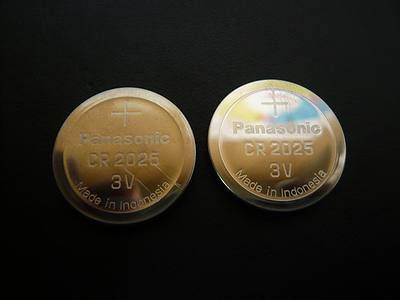 +
Panasonic
CR 2025
3V
Made in Indonesia
+
Panasonic
CR 2025
3V
Made in Indonesia